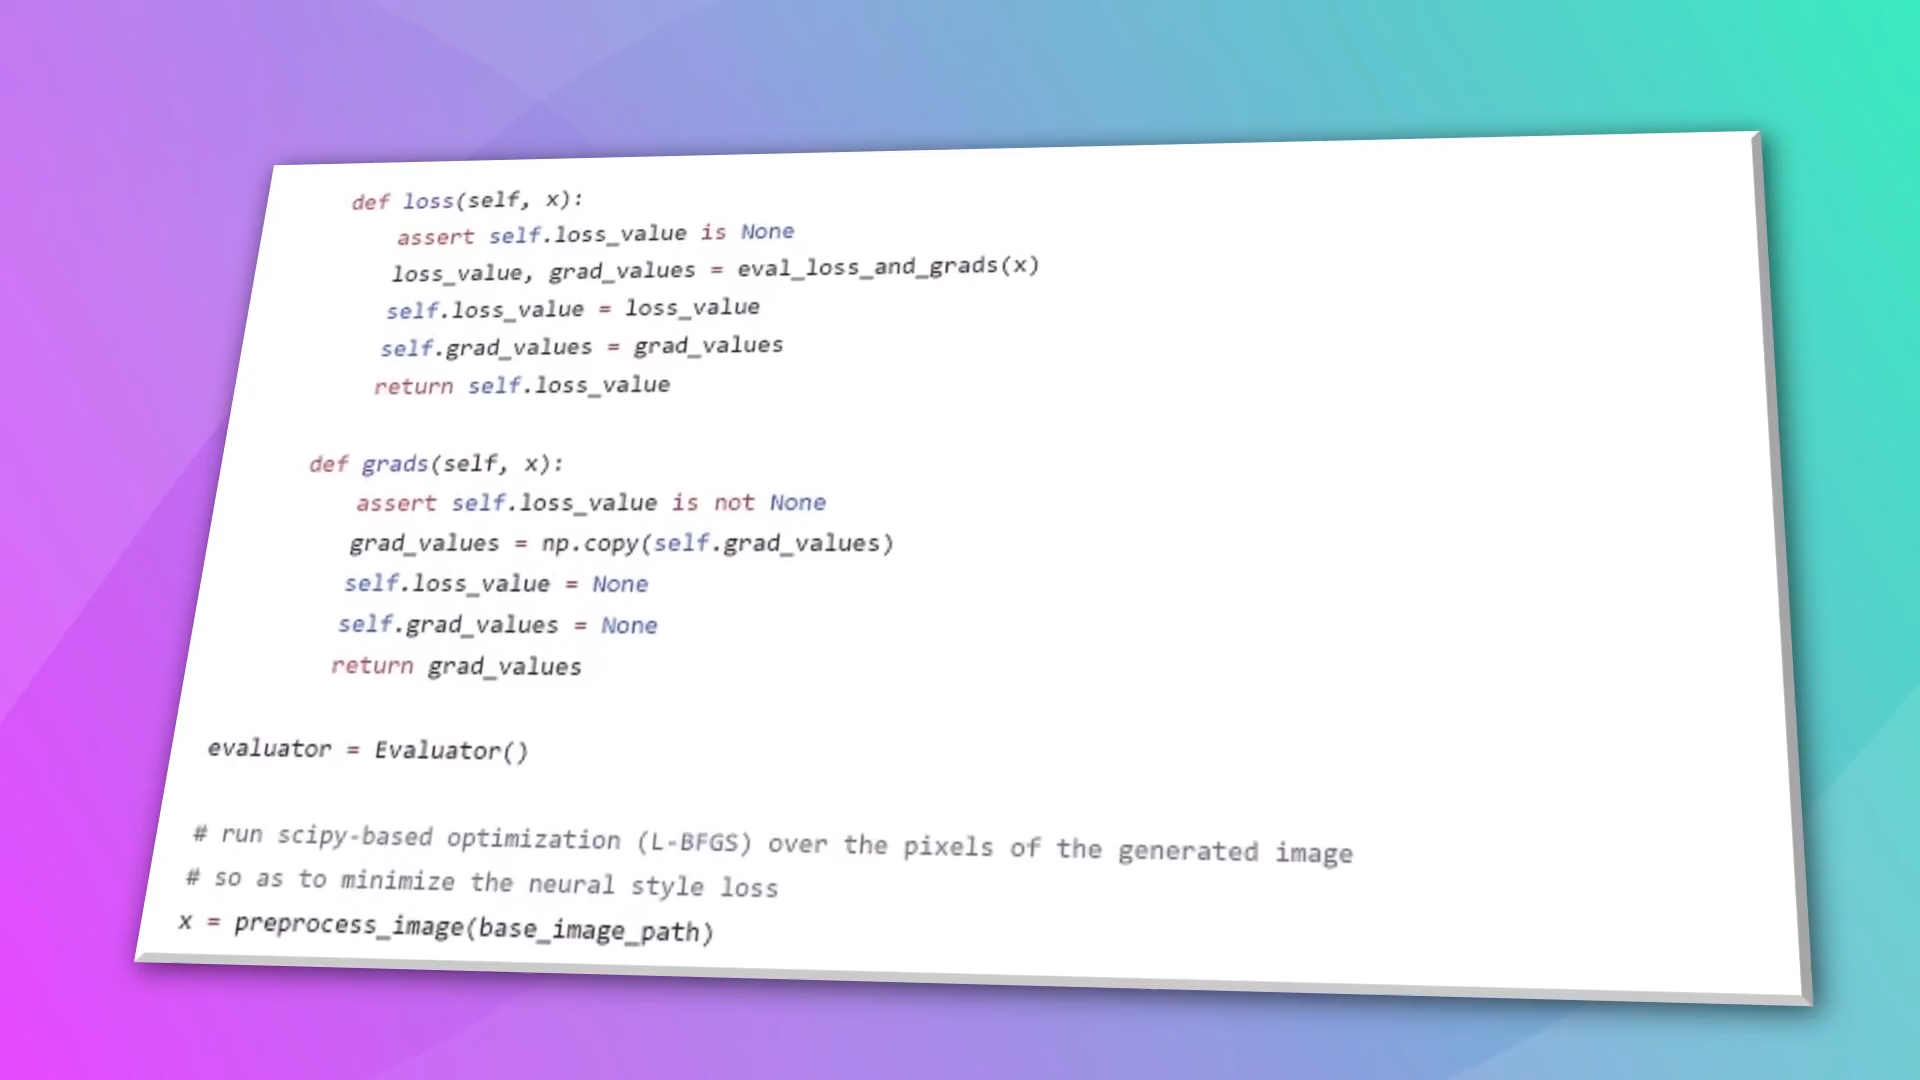 def loss(self, x):
assert self.loss_value is None
loss_value, grad_values = eval_loss_and_grads(x)
self.loss_value = loss_value
self.grad_values = grad_values
return self.loss_value
def grads(self, x):
assert self.loss_value is not None
grad_values = np.copy(self.grad_values)
self.loss_value = None
self.grad_values = None
return grad_values
evaluator = Evaluator()
# run scipy-based optimization (L-BFGS) over the pixels of the generated image
# so as to minimize the neural style loss
x = preprocess_image(base_image_path)